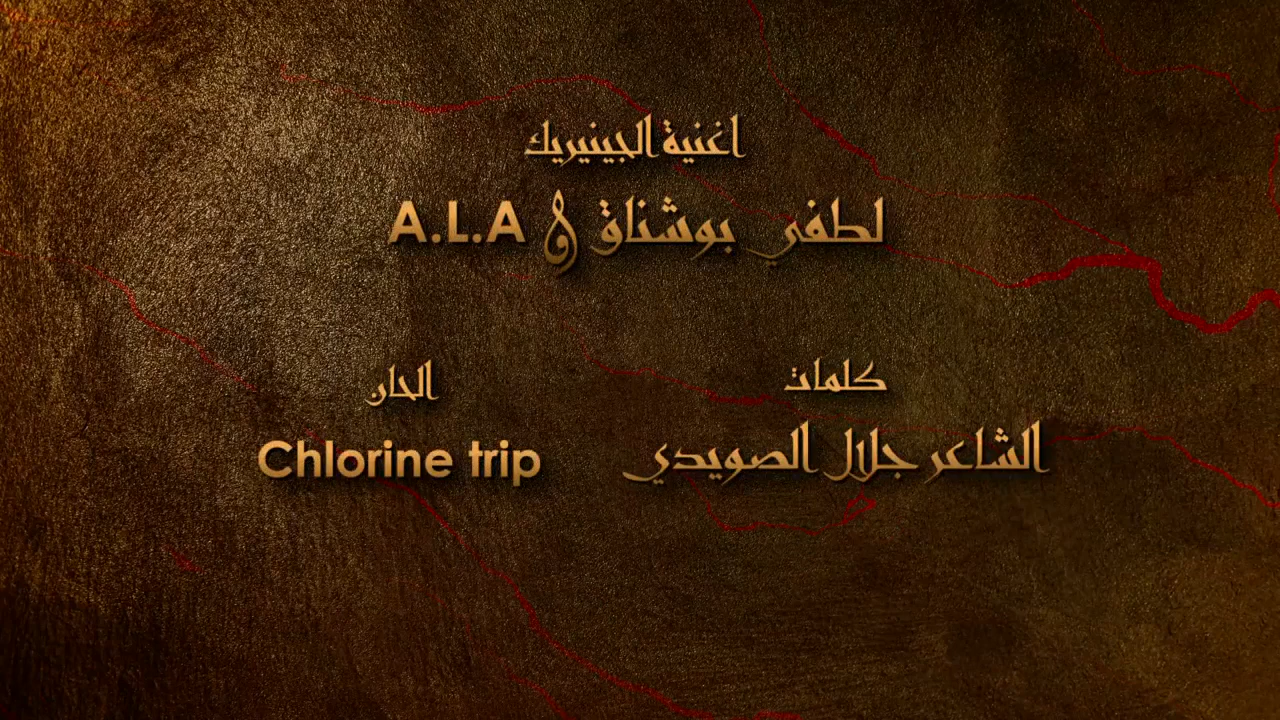 اغنية الجينيريك
لطفي بوشناق و A.L.A
كلمات
الشاعر جلال الصويدي
الحان
Chlorine trip